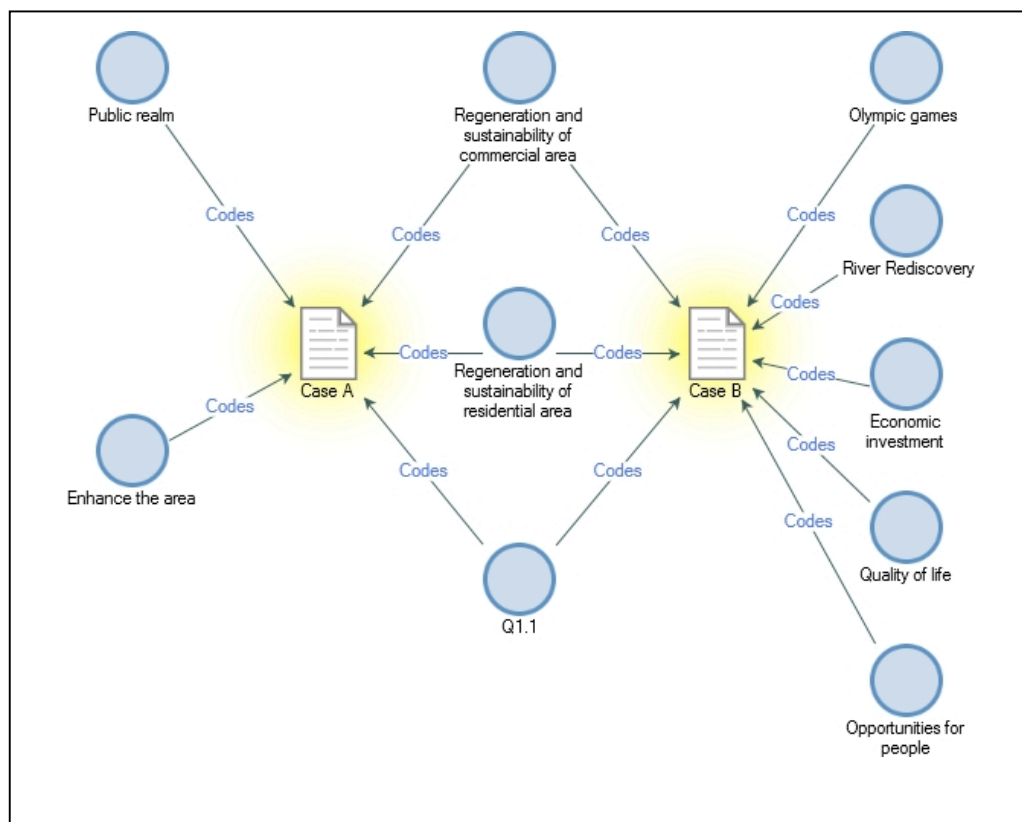 Public realm
Regeneration and
sustainability of
commercial area
Olympic games
Codes
Codes
Codes
Codes
River Rediscovery
Codes
Case A
Codes
Regeneration and
sustainability of
residential area
Codes
Case B
Codes
Economic
investment
Enhance the area
Codes
Codes
Codes
Codes
Quality of life
Codes
Q1.1
Opportunities for
people